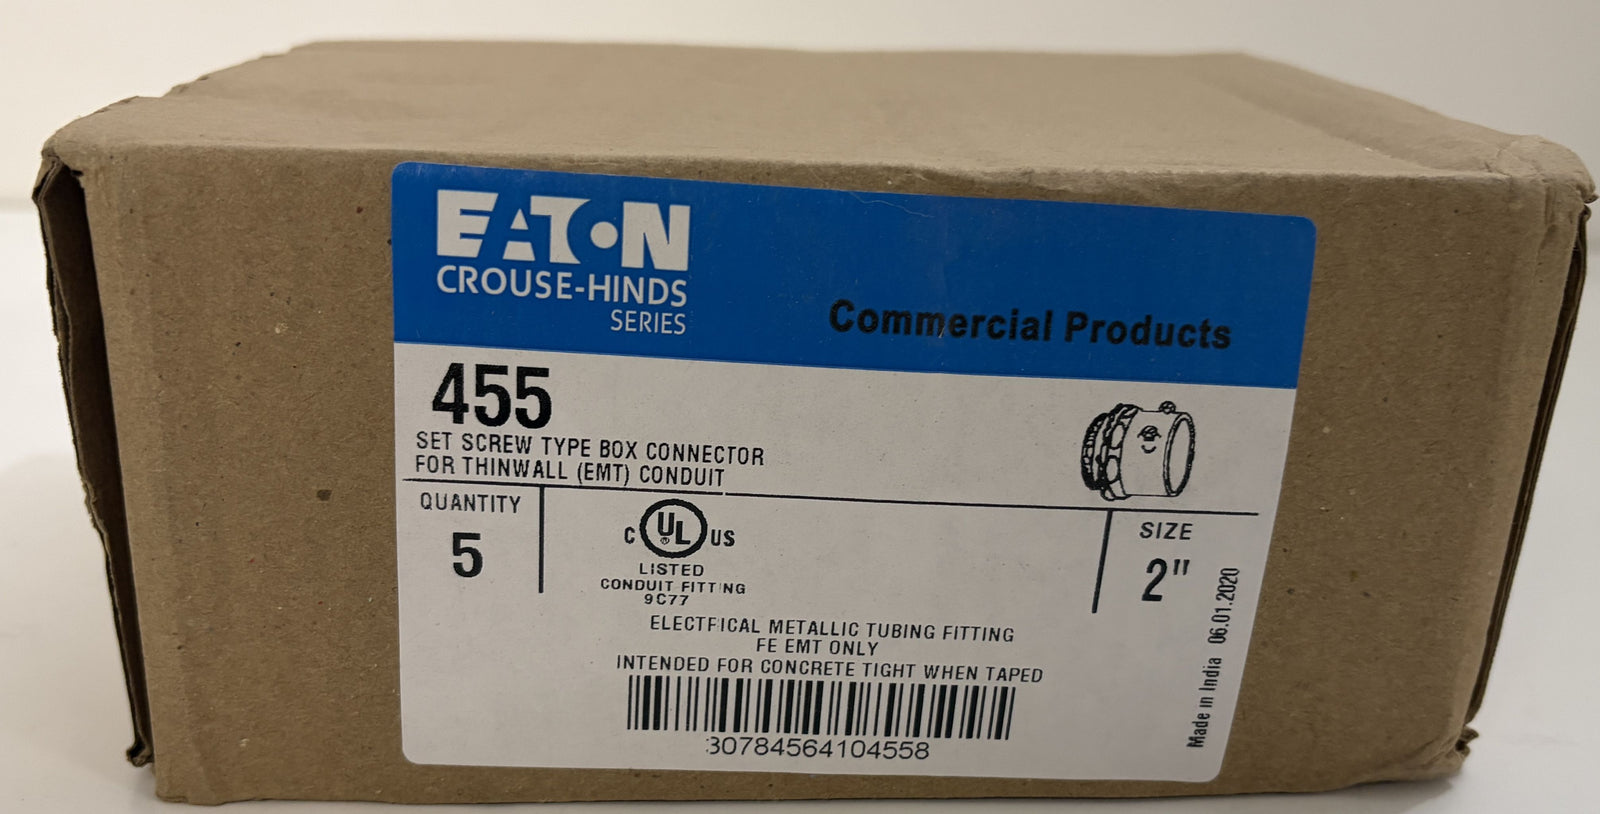 EATON
CROUSE-HINDS
SERIES
Commercial Products
455
SET SCREW TYPE BOX CONNECTOR
FOR THINWALL (EMT) CONDUIT
QUANTITY
5
C UL® US
LISTED
CONDUIT FITTING
9C77
SIZE
2"
ELECTRICAL METALLIC TUBING FITTING
FE EMT ONLY
INTENDED FOR CONCRETE TIGHT WHEN TAPED
30784564104558
Made in India 06.01.2020